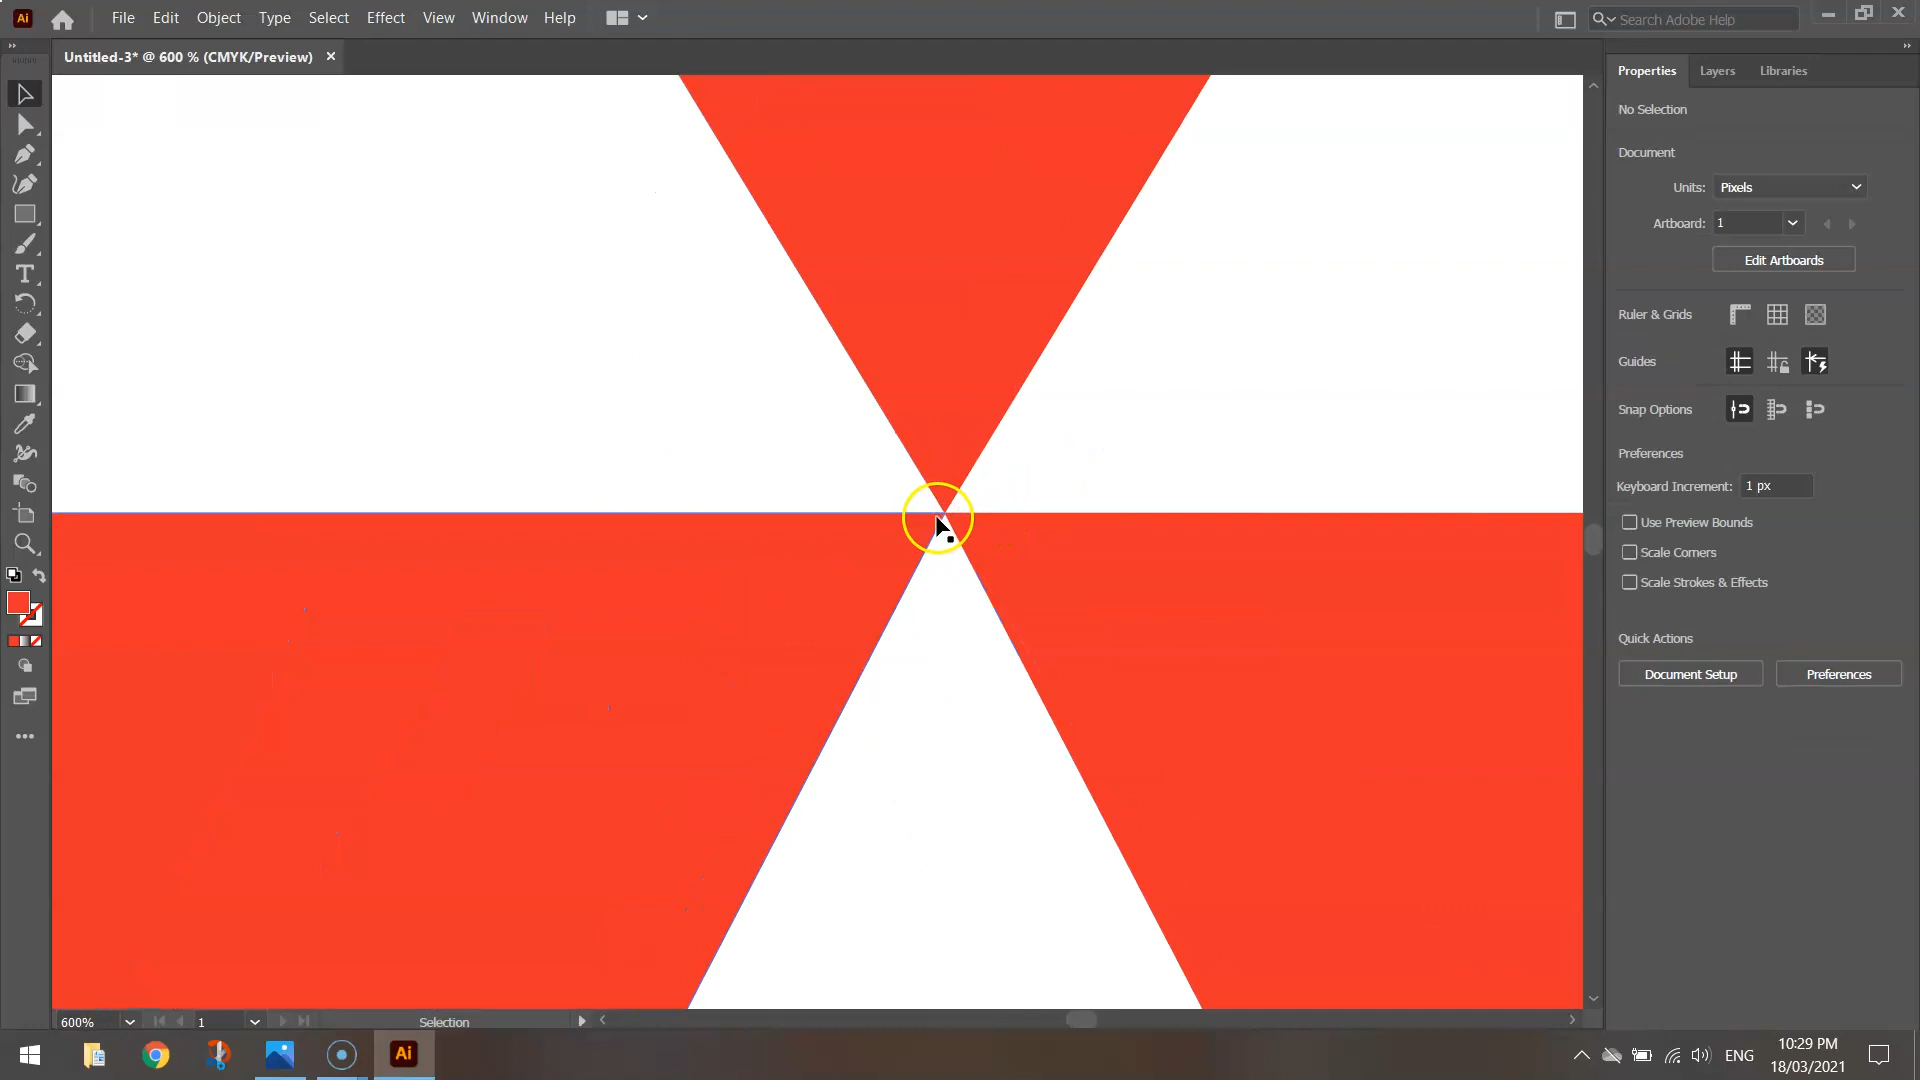 Ai File Edit Object Type Select Effect View Window Help Search Adobe Help
Untitled-3* @ 600 % (CMYK/Preview)
Properties Layers Libraries
No Selection
Document
Units: Pixels
Artboard: 1
Edit Artboards
Ruler & Grids
Guides
Snap Options
Preferences
Keyboard Increment: 1 px
Use Preview Bounds
Scale Corners
Scale Strokes & Effects
Quick Actions
Document Setup Preferences
600% 1 Selection
Ai ENG 10:29 PM
18/03/2021